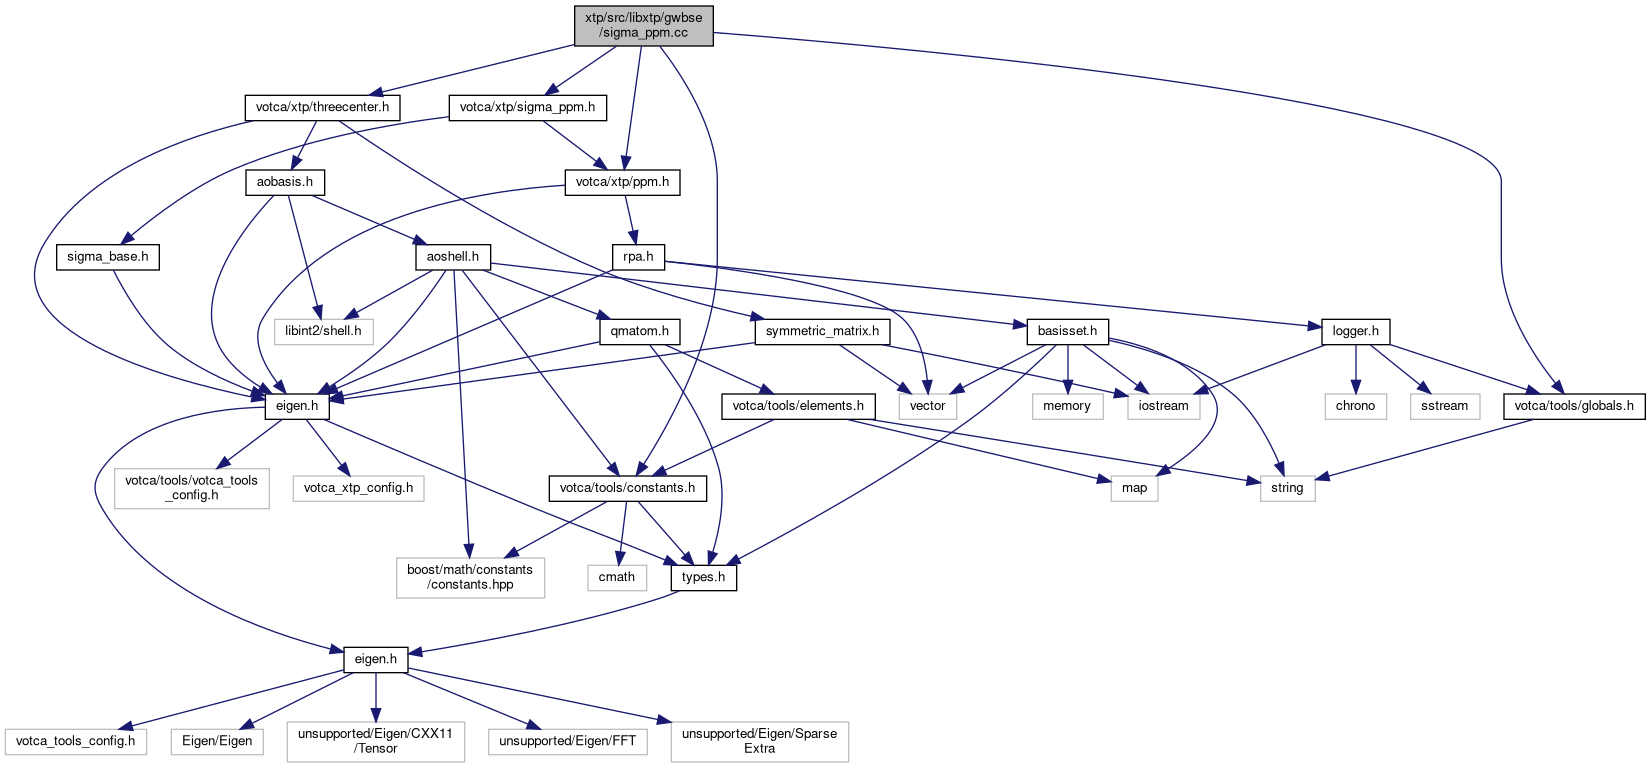 xtp/src/libxtp/gwbse
/sigma_ppm.cc
votca/xtp/threecenter.h
votca/xtp/sigma_ppm.h
aobasis.h
votca/xtp/ppm.h
sigma_base.h
aoshell.h
rpa.h
libint2/shell.h
qmatom.h
symmetric_matrix.h
basisset.h
logger.h
eigen.h
votca/tools/elements.h
vector
memory
iostream
chrono
sstream
votca/tools/globals.h
votca/tools/votca_tools
_config.h
votca_xtp_config.h
votca/tools/constants.h
map
string
boost/math/constants
/constants.hpp
cmath
types.h
eigen.h
votca_tools_config.h
Eigen/Eigen
unsupported/Eigen/CXX11
/Tensor
unsupported/Eigen/FFT
unsupported/Eigen/Sparse
Extra